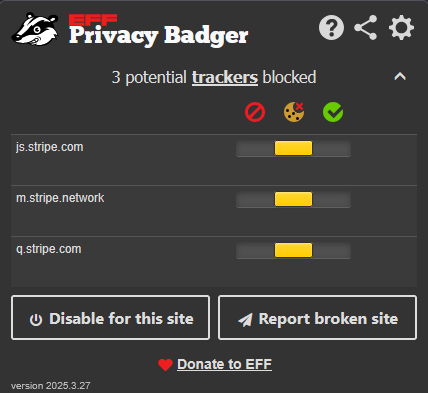 EFF
Privacy Badger
3 potential trackers blocked
js.stripe.com
m.stripe.network
q.stripe.com
Disable for this site
Report broken site
Donate to EFF
version 2025.3.27